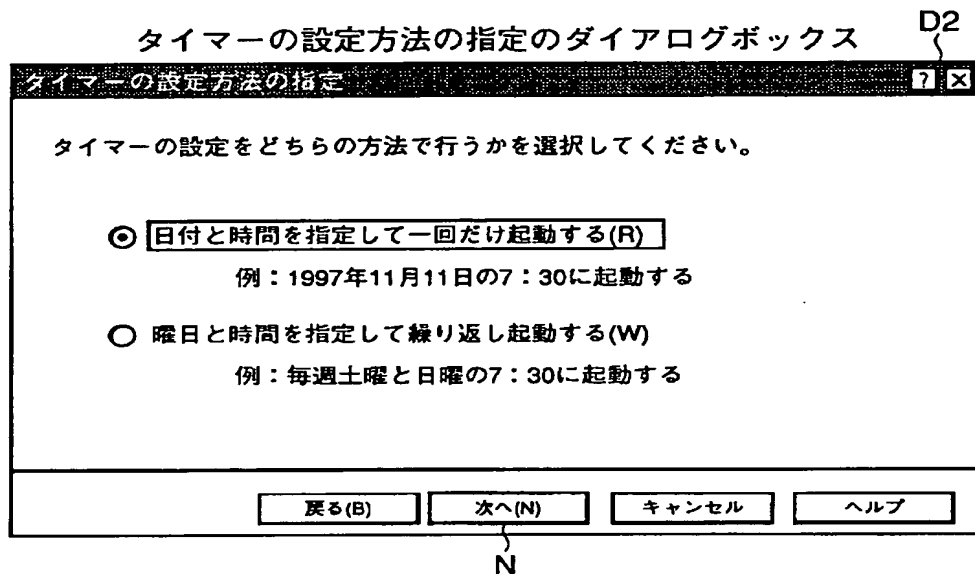 D2
タイマーの設定方法の指定のダイアログボックス
タイマーの設定方法の指定 ? ×
タイマーの設定をどちらの方法で行うかを選択してください。
日付と時間を指定して一回だけ起動する(R)
例：1997年11月11日の7：30に起動する
曜日と時間を指定して繰り返し起動する(W)
例：毎週土曜と日曜の7：30に起動する
戻る(B) 次へ(N) キャンセル ヘルプ
N